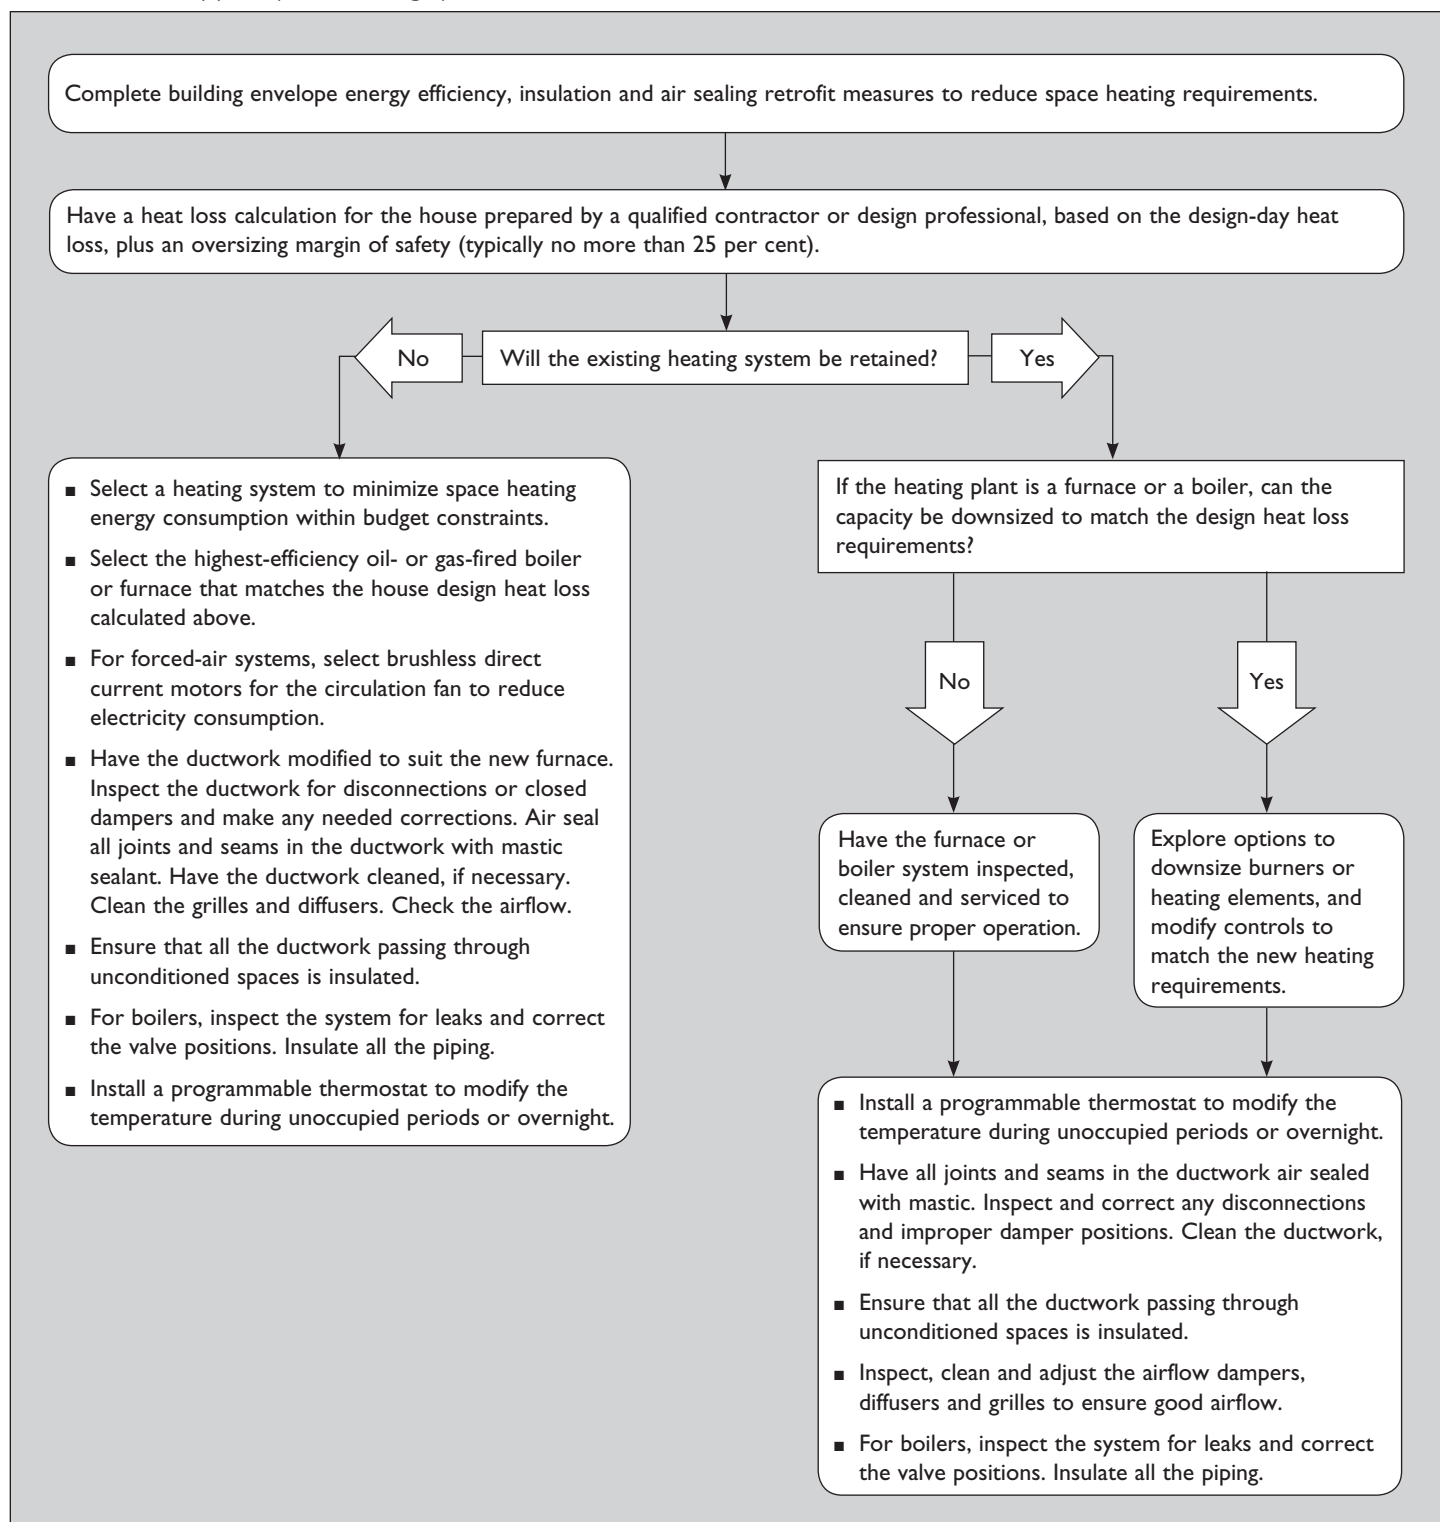 Complete building envelope energy efficiency, insulation and air sealing retrofit measures to reduce space heating requirements.
Have a heat loss calculation for the house prepared by a qualified contractor or design professional, based on the design-day heat
loss, plus an oversizing margin of safety (typically no more than 25 per cent).
No
Will the existing heating system be retained?
Yes
■ Select a heating system to minimize space heating
energy consumption within budget constraints.
■ Select the highest-efficiency oil- or gas-fired boiler
or furnace that matches the house design heat loss
calculated above.
■ For forced-air systems, select brushless direct
current motors for the circulation fan to reduce
electricity consumption.
■ Have the ductwork modified to suit the new furnace.
Inspect the ductwork for disconnections or closed
dampers and make any needed corrections. Air seal
all joints and seams in the ductwork with mastic
sealant. Have the ductwork cleaned, if necessary.
Clean the grilles and diffusers. Check the airflow.
■ Ensure that all the ductwork passing through
unconditioned spaces is insulated.
■ For boilers, inspect the system for leaks and correct
the valve positions. Insulate all the piping.
■ Install a programmable thermostat to modify the
temperature during unoccupied periods or overnight.
If the heating plant is a furnace or a boiler, can the
capacity be downsized to match the design heat loss
requirements?
No
Yes
Have the furnace or
boiler system inspected,
cleaned and serviced to
ensure proper operation.
Explore options to
downsize burners or
heating elements, and
modify controls to
match the new heating
requirements.
■ Install a programmable thermostat to modify the
temperature during unoccupied periods or overnight.
■ Have all joints and seams in the ductwork air sealed
with mastic. Inspect and correct any disconnections
and improper damper positions. Clean the ductwork,
if necessary.
■ Ensure that all the ductwork passing through
unconditioned spaces is insulated.
■ Inspect, clean and adjust the airflow dampers,
diffusers and grilles to ensure good airflow.
■ For boilers, inspect the system for leaks and correct
the valve positions. Insulate all the piping.